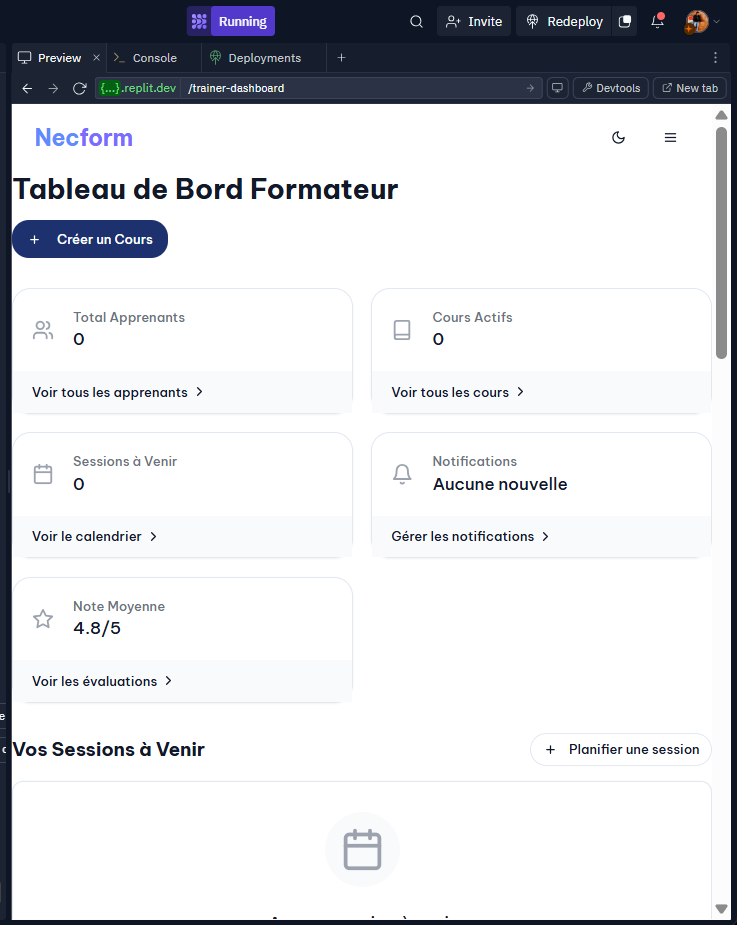 Running
Invite
Redeploy
Preview
Console
Deployments
{...}.replit.dev
/trainer-dashboard
Devtools
New tab
Necform
Tableau de Bord Formateur
+ Créer un Cours
Total Apprenants
0
Voir tous les apprenants
Cours Actifs
0
Voir tous les cours
Sessions à Venir
0
Voir le calendrier
Notifications
Aucune nouvelle
Gérer les notifications
Note Moyenne
4.8/5
Voir les évaluations
Vos Sessions à Venir
+ Planifier une session